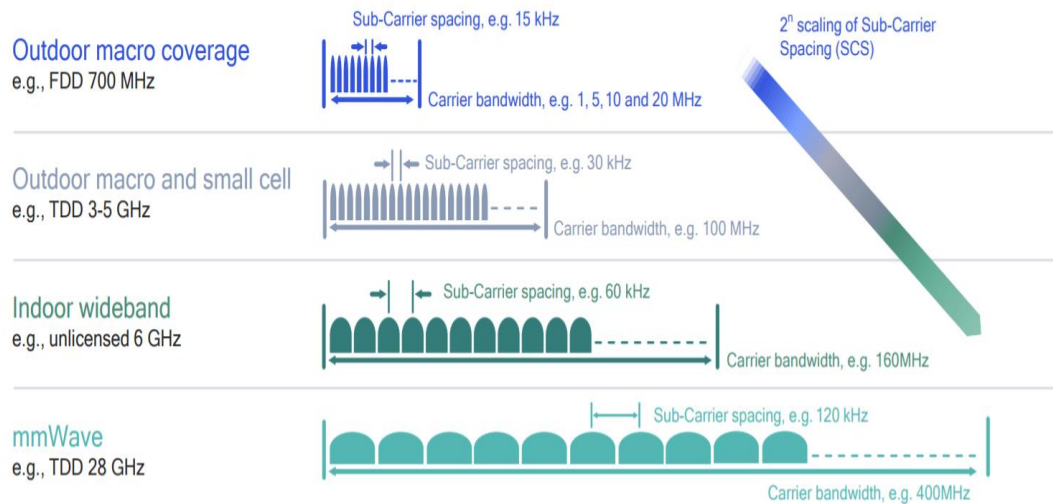 Sub-Carrier spacing, e.g. 15 kHz
2ⁿ scaling of Sub-Carrier
Spacing (SCS)
Outdoor macro coverage
e.g., FDD 700 MHz
Carrier bandwidth, e.g. 1, 5, 10 and 20 MHz
Sub-Carrier spacing, e.g. 30 kHz
Outdoor macro and small cell
e.g., TDD 3-5 GHz
Carrier bandwidth, e.g. 100 MHz
Sub-Carrier spacing, e.g. 60 kHz
Indoor wideband
e.g., unlicensed 6 GHz
Carrier bandwidth, e.g. 160MHz
Sub-Carrier spacing, e.g. 120 kHz
mmWave
e.g., TDD 28 GHz
Carrier bandwidth, e.g. 400MHz